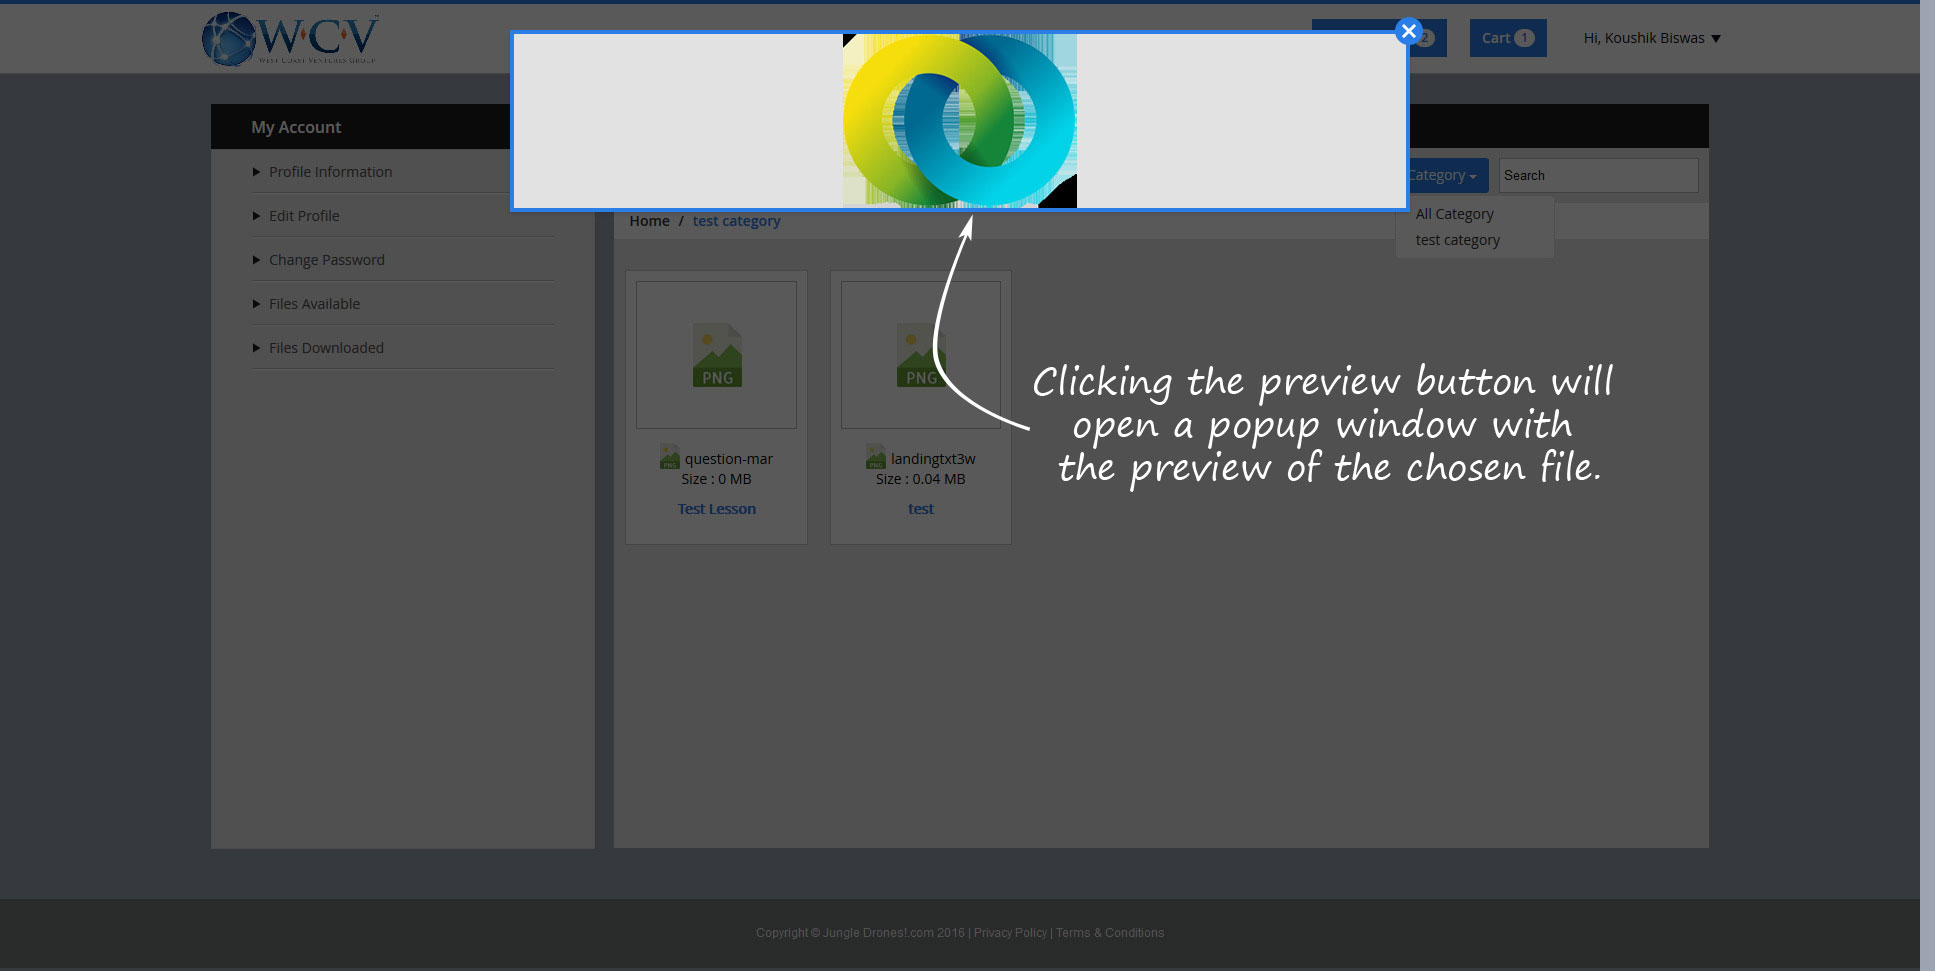 W·C·V
WEST COAST VENTURES GROUP
2
Cart 1
Hi, Koushik Biswas
My Account
Profile Information
Edit Profile
Change Password
Files Available
Files Downloaded
Category
Search
All Category
test category
Home / test category
PNG
PNG
PNG question-mar
Size : 0 MB
Test Lesson
PNG landingtxt3w
Size : 0.04 MB
test
Clicking the preview button will
open a popup window with
the preview of the chosen file.
Copyright © Jungle Drones!.com 2016 | Privacy Policy | Terms & Conditions